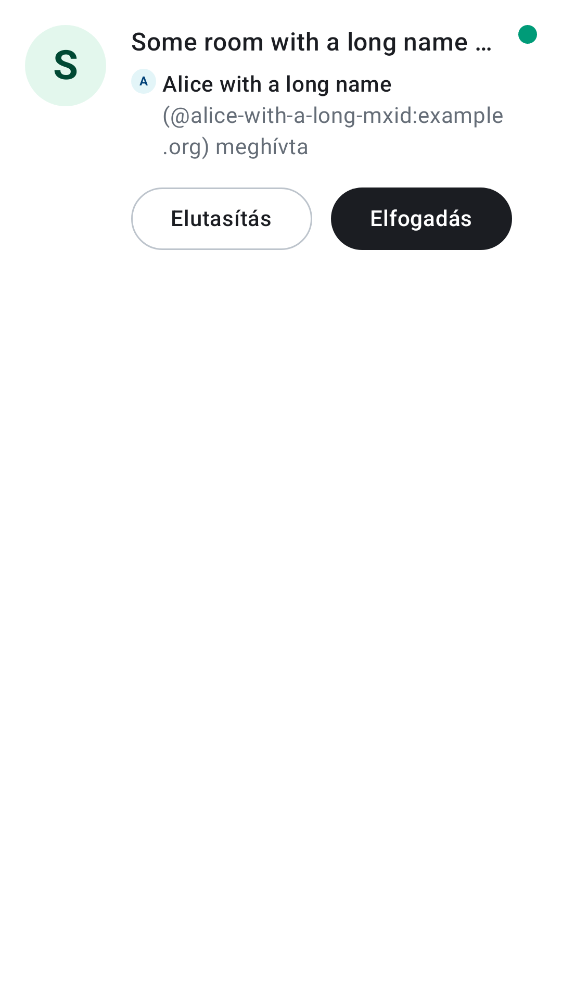 S
Some room with a long name …
A
Alice with a long name
(@alice-with-a-long-mxid:example
.org) meghívta
Elutasítás
Elfogadás